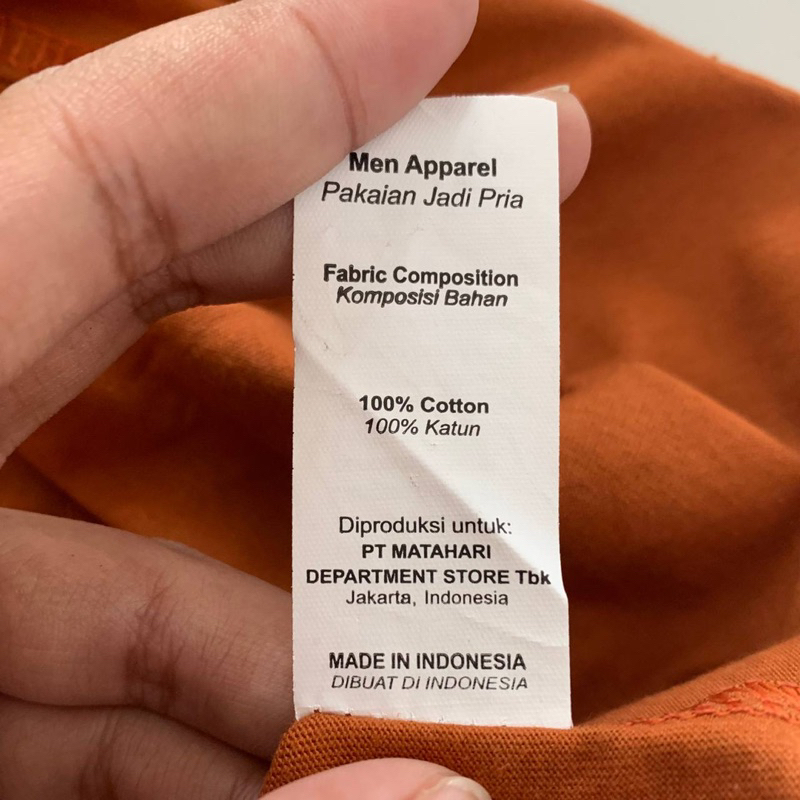 Men Apparel
Pakaian Jadi Pria
Fabric Composition
Komposisi Bahan
100% Cotton
100% Katun
Diproduksi untuk:
PT MATAHARI
DEPARTMENT STORE Tbk
Jakarta, Indonesia
MADE IN INDONESIA
DIBUAT DI INDONESIA